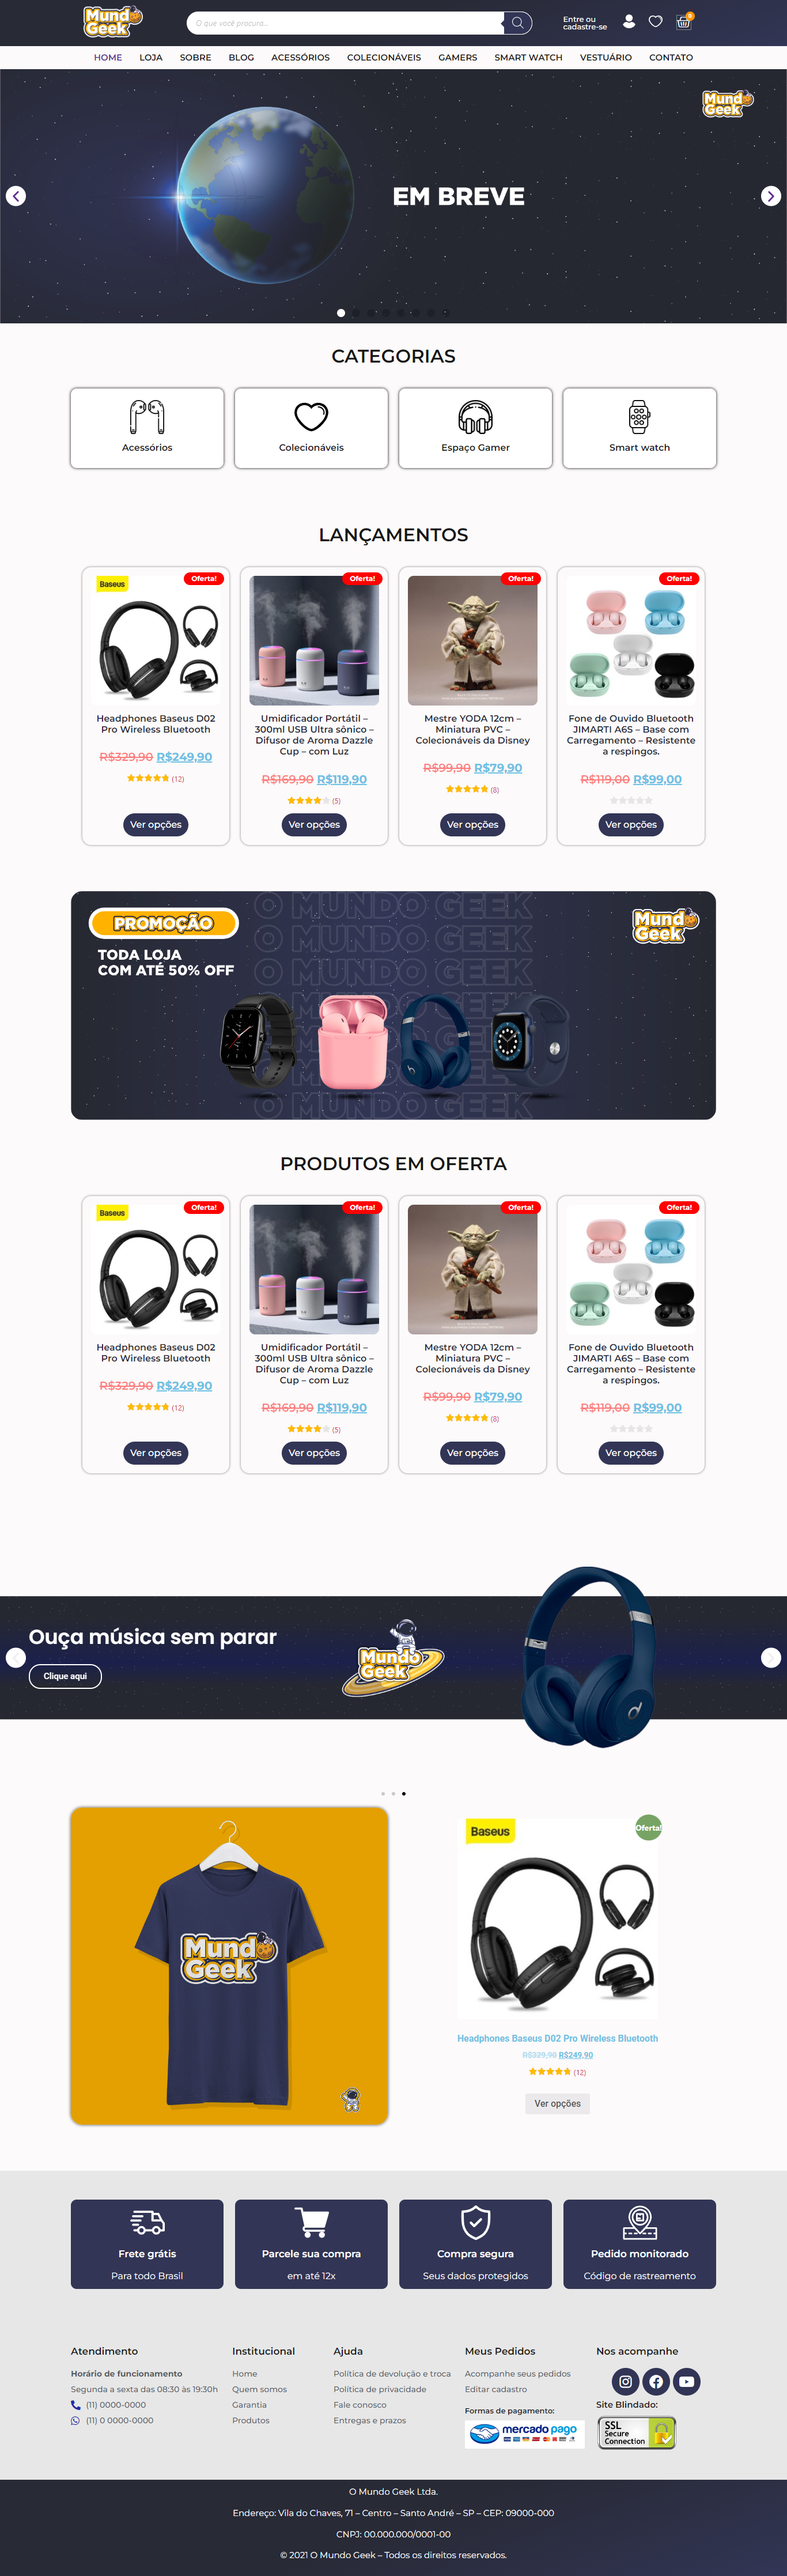 Mundo
Geek
O que você procura...
Entre ou
cadastre-se
0
HOME LOJA SOBRE BLOG ACESSÓRIOS COLECIONÁVEIS GAMERS SMART WATCH VESTUÁRIO CONTATO
Mundo
Geek
EM BREVE
CATEGORIAS
Acessórios
Colecionáveis
Espaço Gamer
Smart watch
LANÇAMENTOS
Baseus
Oferta!
Headphones Baseus D02
Pro Wireless Bluetooth
R$329,90 R$249,90
(12)
Ver opções
Oferta!
Umidificador Portátil –
300ml USB Ultra sônico –
Difusor de Aroma Dazzle
Cup – com Luz
R$169,90 R$119,90
(5)
Ver opções
Oferta!
Mestre YODA 12cm –
Miniatura PVC –
Colecionáveis da Disney
R$99,90 R$79,90
(8)
Ver opções
Oferta!
Fone de Ouvido Bluetooth
JIMARTI A6S – Base com
Carregamento – Resistente
a respingos.
R$119,00 R$99,00
Ver opções
PROMOÇÃO
TODA LOJA
COM ATÉ 50% OFF
O MUNDO GEEK
O MUNDO GEEK
O MUNDO GEEK
O MUNDO GEEK
Mundo
Geek
PRODUTOS EM OFERTA
Baseus
Oferta!
Headphones Baseus D02
Pro Wireless Bluetooth
R$329,90 R$249,90
(12)
Ver opções
Oferta!
Umidificador Portátil –
300ml USB Ultra sônico –
Difusor de Aroma Dazzle
Cup – com Luz
R$169,90 R$119,90
(5)
Ver opções
Oferta!
Mestre YODA 12cm –
Miniatura PVC –
Colecionáveis da Disney
R$99,90 R$79,90
(8)
Ver opções
Oferta!
Fone de Ouvido Bluetooth
JIMARTI A6S – Base com
Carregamento – Resistente
a respingos.
R$119,00 R$99,00
Ver opções
Ouça música sem parar
Clique aqui
Mundo
Geek
Mundo
Geek
Baseus
Oferta!
Headphones Baseus D02 Pro Wireless Bluetooth
R$329,90 R$249,90
(12)
Ver opções
Frete grátis
Para todo Brasil
Parcele sua compra
em até 12x
Compra segura
Seus dados protegidos
Pedido monitorado
Código de rastreamento
Atendimento
Horário de funcionamento
Segunda a sexta das 08:30 às 19:30h
(11) 0000-0000
(11) 0 0000-0000
Institucional
Home
Quem somos
Garantia
Produtos
Ajuda
Política de devolução e troca
Política de privacidade
Fale conosco
Entregas e prazos
Meus Pedidos
Acompanhe seus pedidos
Editar cadastro
Formas de pagamento:
mercado pago
Nos acompanhe
Site Blindado:
SSL
Secure
Connection
O Mundo Geek Ltda.
Endereço: Vila do Chaves, 71 – Centro – Santo André – SP – CEP: 09000-000
CNPJ: 00.000.000/0001-00
© 2021 O Mundo Geek – Todos os direitos reservados.